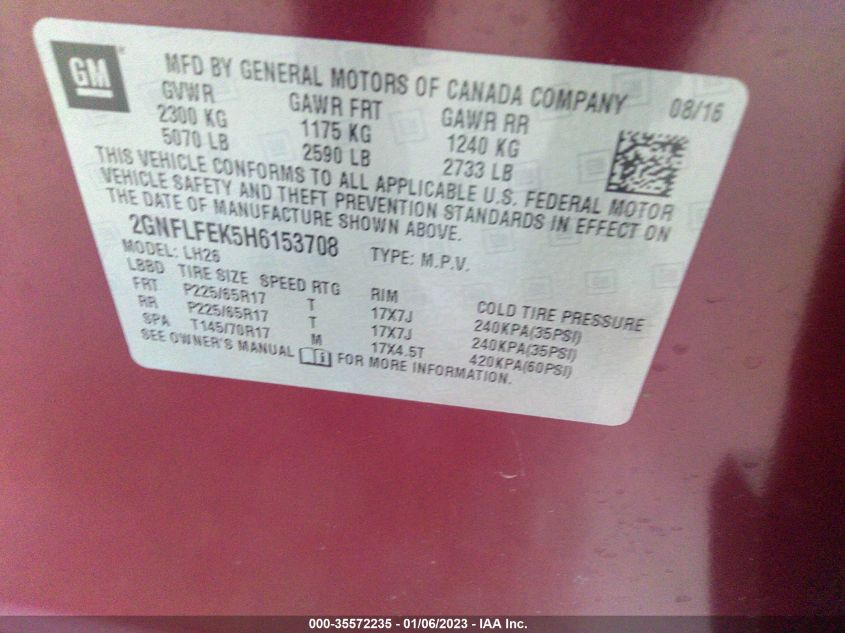 GM
MFD BY GENERAL MOTORS OF CANADA COMPANY 08/16
GVWR GAWR FRT GAWR RR
2300 KG 1175 KG 1240 KG
5070 LB 2590 LB 2733 LB
THIS VEHICLE CONFORMS TO ALL APPLICABLE U.S. FEDERAL MOTOR
VEHICLE SAFETY AND THEFT PREVENTION STANDARDS IN EFFECT ON
THE DATE OF MANUFACTURE SHOWN ABOVE.
2GNFLFEK5H6153708 TYPE: M.P.V.
MODEL: LH26
LBBD TIRE SIZE SPEED RTG RIM COLD TIRE PRESSURE
FRT P225/65R17 T 17X7J 240KPA(35PSI)
RR P225/65R17 T 17X7J 240KPA(35PSI)
SPA T145/70R17 M 17X4.5T 420KPA(60PSI)
SEE OWNER'S MANUAL FOR MORE INFORMATION.
000-35572235 - 01/06/2023 - IAA Inc.